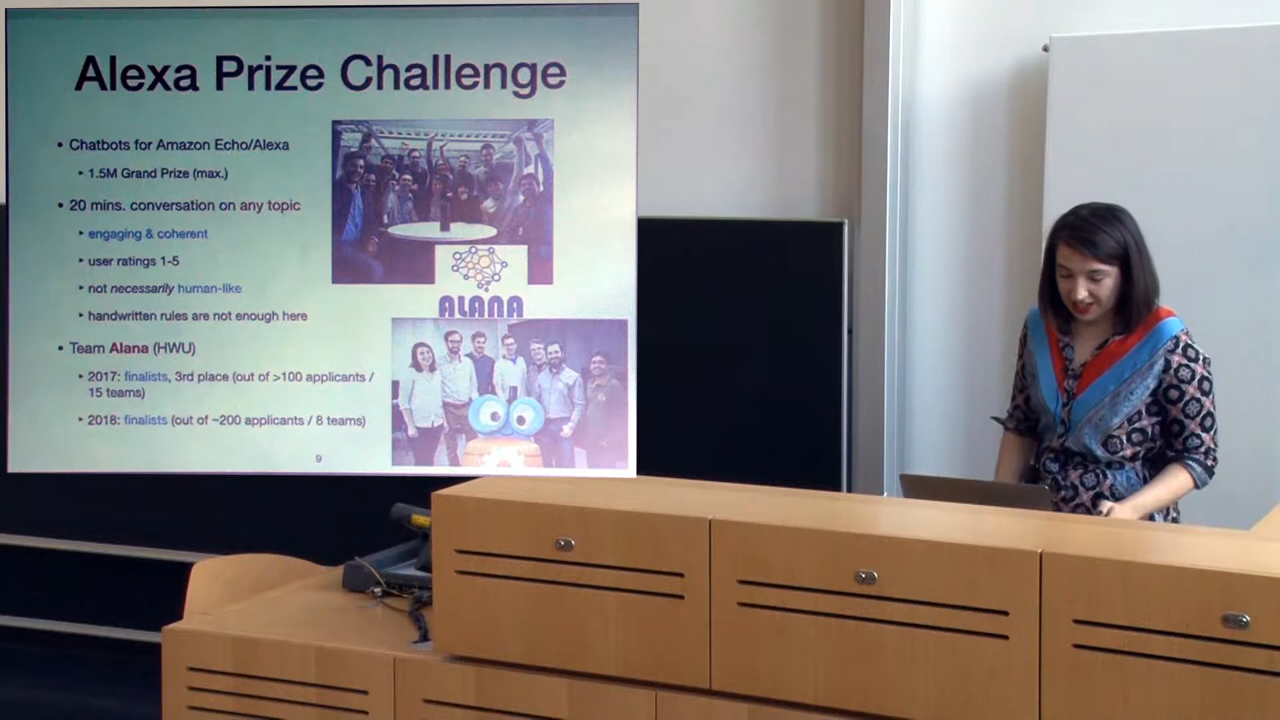 Alexa Prize Challenge
• Chatbots for Amazon Echo/Alexa
‣ 1.5M Grand Prize (max.)
• 20 mins. conversation on any topic
‣ engaging & coherent
‣ user ratings 1-5
‣ not necessarily human-like
‣ handwritten rules are not enough here
• Team Alana (HWU)
‣ 2017: finalists, 3rd place (out of >100 applicants /
15 teams)
‣ 2018: finalists (out of ~200 applicants / 8 teams)
ALANA
9